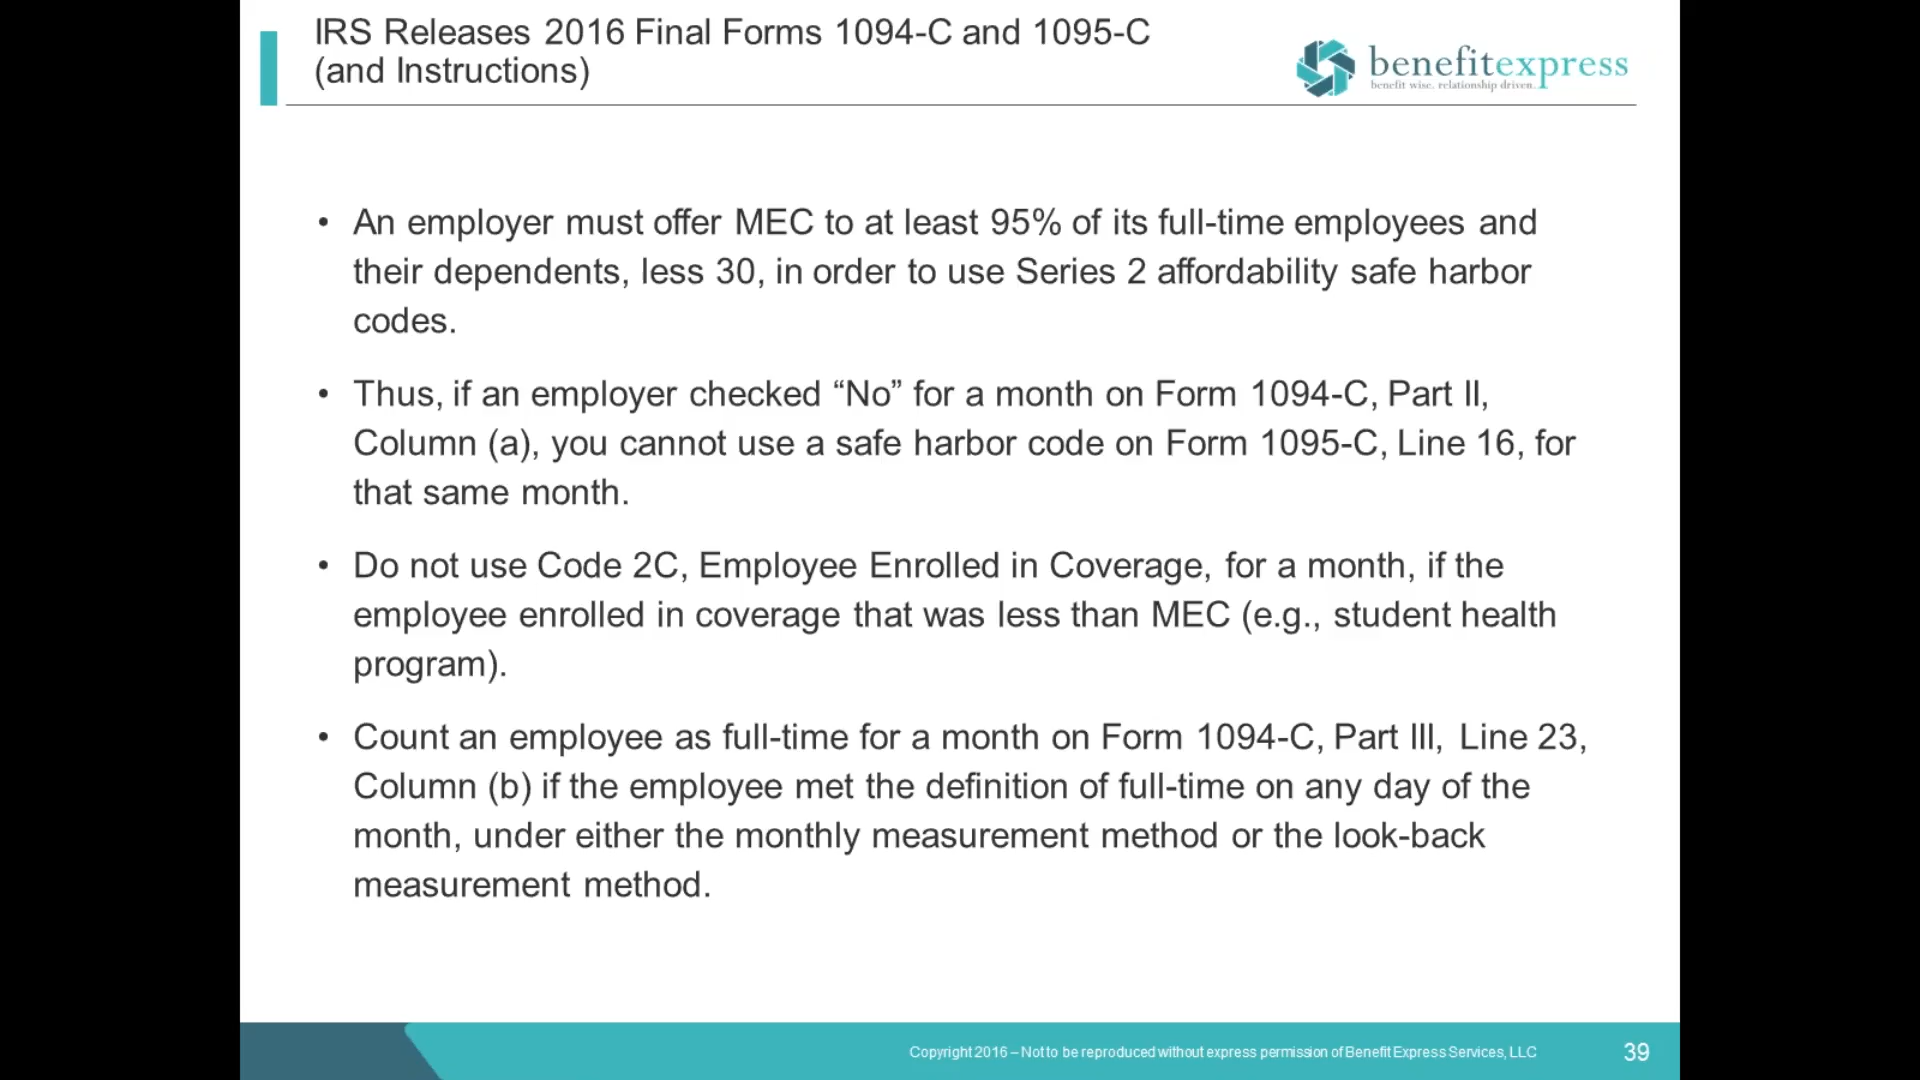 IRS Releases 2016 Final Forms 1094-C and 1095-C
(and Instructions)
benefitexpress
benefit wise. relationship driven.
• An employer must offer MEC to at least 95% of its full-time employees and
their dependents, less 30, in order to use Series 2 affordability safe harbor
codes.
• Thus, if an employer checked “No” for a month on Form 1094-C, Part II,
Column (a), you cannot use a safe harbor code on Form 1095-C, Line 16, for
that same month.
• Do not use Code 2C, Employee Enrolled in Coverage, for a month, if the
employee enrolled in coverage that was less than MEC (e.g., student health
program).
• Count an employee as full-time for a month on Form 1094-C, Part III, Line 23,
Column (b) if the employee met the definition of full-time on any day of the
month, under either the monthly measurement method or the look-back
measurement method.
Copyright 2016 – Not to be reproduced without express permission of Benefit Express Services, LLC
39